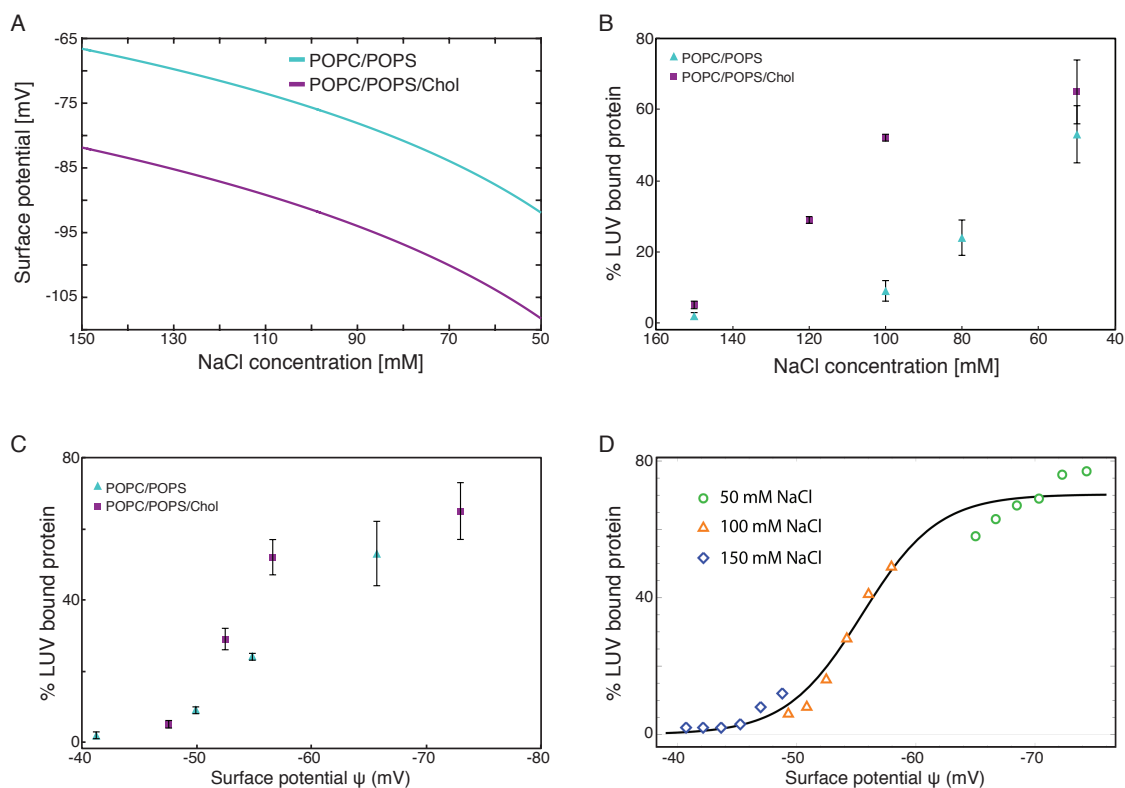 A
-65
-75
-85
-95
-105
Surface potential [mV]
POPC/POPS
POPC/POPS/Chol
150
130
110
90
70
50
NaCl concentration [mM]
B
80
60
40
20
0
% LUV bound protein
POPC/POPS
POPC/POPS/Chol
160
140
120
100
80
60
40
NaCl concentration [mM]
C
80
40
0
% LUV bound protein
POPC/POPS
POPC/POPS/Chol
-40
-50
-60
-70
-80
Surface potential ψ (mV)
D
80
40
0
% LUV bound protein
50 mM NaCl
100 mM NaCl
150 mM NaCl
-40
-50
-60
-70
Surface potential ψ (mV)